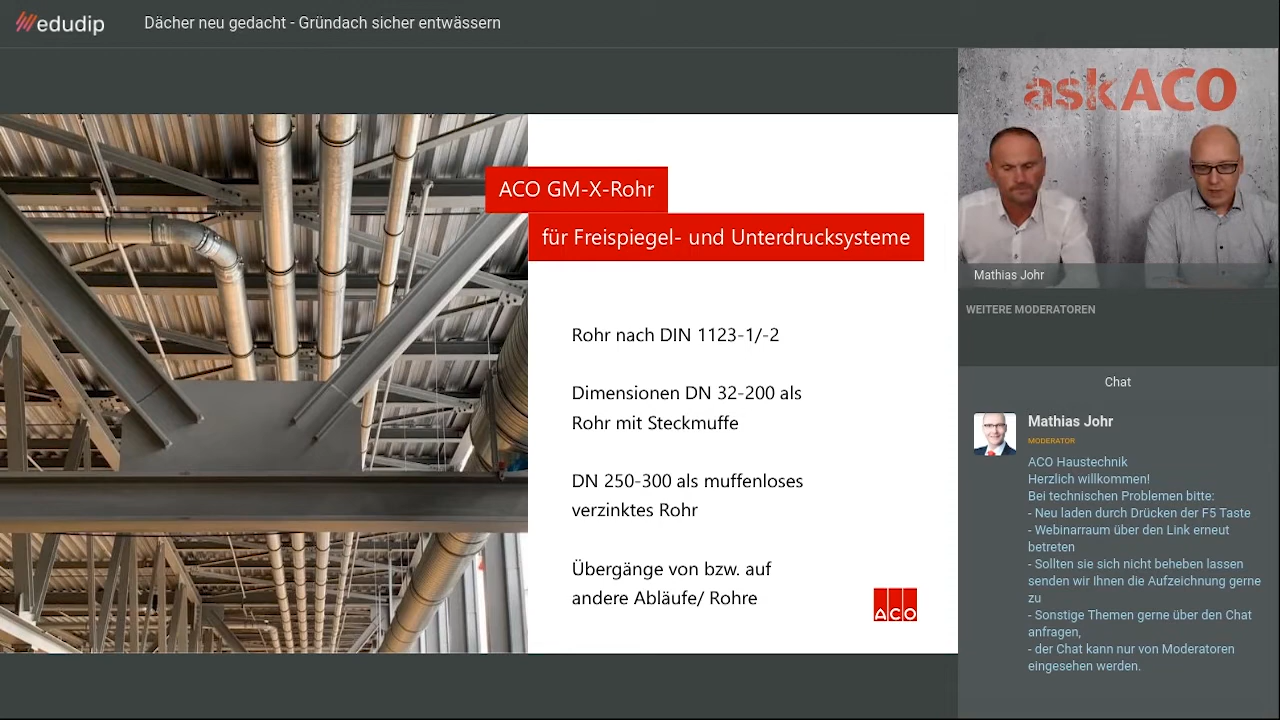 edudip
Dächer neu gedacht - Gründach sicher entwässern
ACO GM-X-Rohr
für Freispiegel- und Unterdrucksysteme
Rohr nach DIN 1123-1/-2
Dimensionen DN 32-200 als
Rohr mit Steckmuffe
DN 250-300 als muffenloses
verzinktes Rohr
Übergänge von bzw. auf
andere Abläufe/ Rohre
ACO
askACO
Mathias Johr
WEITERE MODERATOREN
Chat
Mathias Johr
MODERATOR
ACO Haustechnik
Herzlich willkommen!
Bei technischen Problemen bitte:
- Neu laden durch Drücken der F5 Taste
- Webinarraum über den Link erneut
betreten
- Sollten sie sich nicht beheben lassen
senden wir Ihnen die Aufzeichnung gerne
zu
- Sonstige Themen gerne über den Chat
anfragen,
- der Chat kann nur von Moderatoren
eingesehen werden.